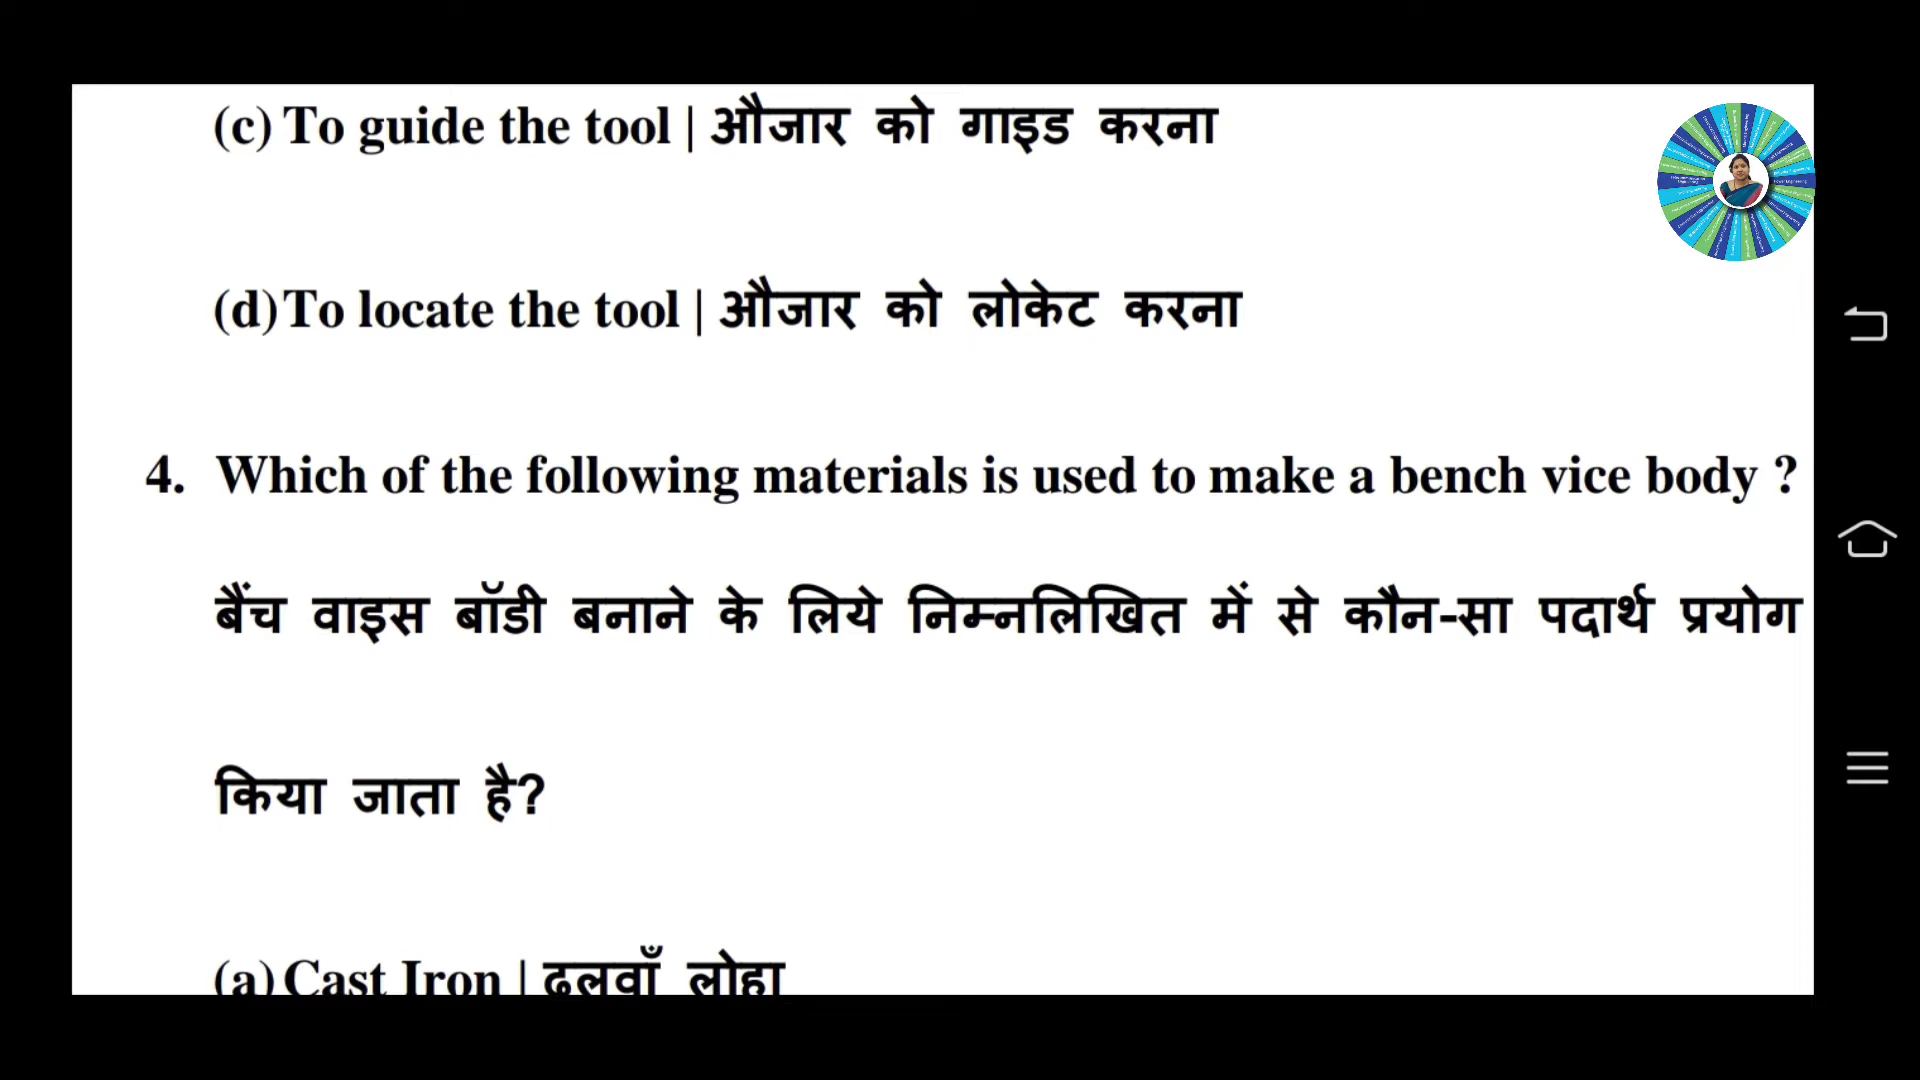 (c) To guide the tool | औजार को गाइड करना
(d) To locate the tool | औजार को लोकेट करना
4. Which of the following materials is used to make a bench vice body ?
बैंच वाइस बॉडी बनाने के लिये निम्नलिखित में से कौन-सा पदार्थ प्रयोग
किया जाता है?
(a) Cast Iron | ढलवाँ लोहा